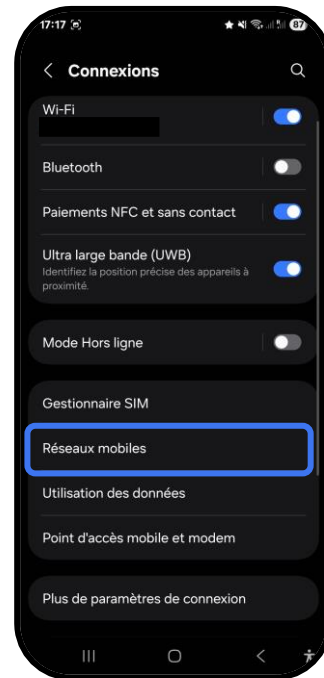 17:17
87
Connexions
Wi-Fi
Bluetooth
Paiements NFC et sans contact
Ultra large bande (UWB)
Identifiez la position précise des appareils à
proximité.
Mode Hors ligne
Gestionnaire SIM
Réseaux mobiles
Utilisation des données
Point d'accès mobile et modem
Plus de paramètres de connexion